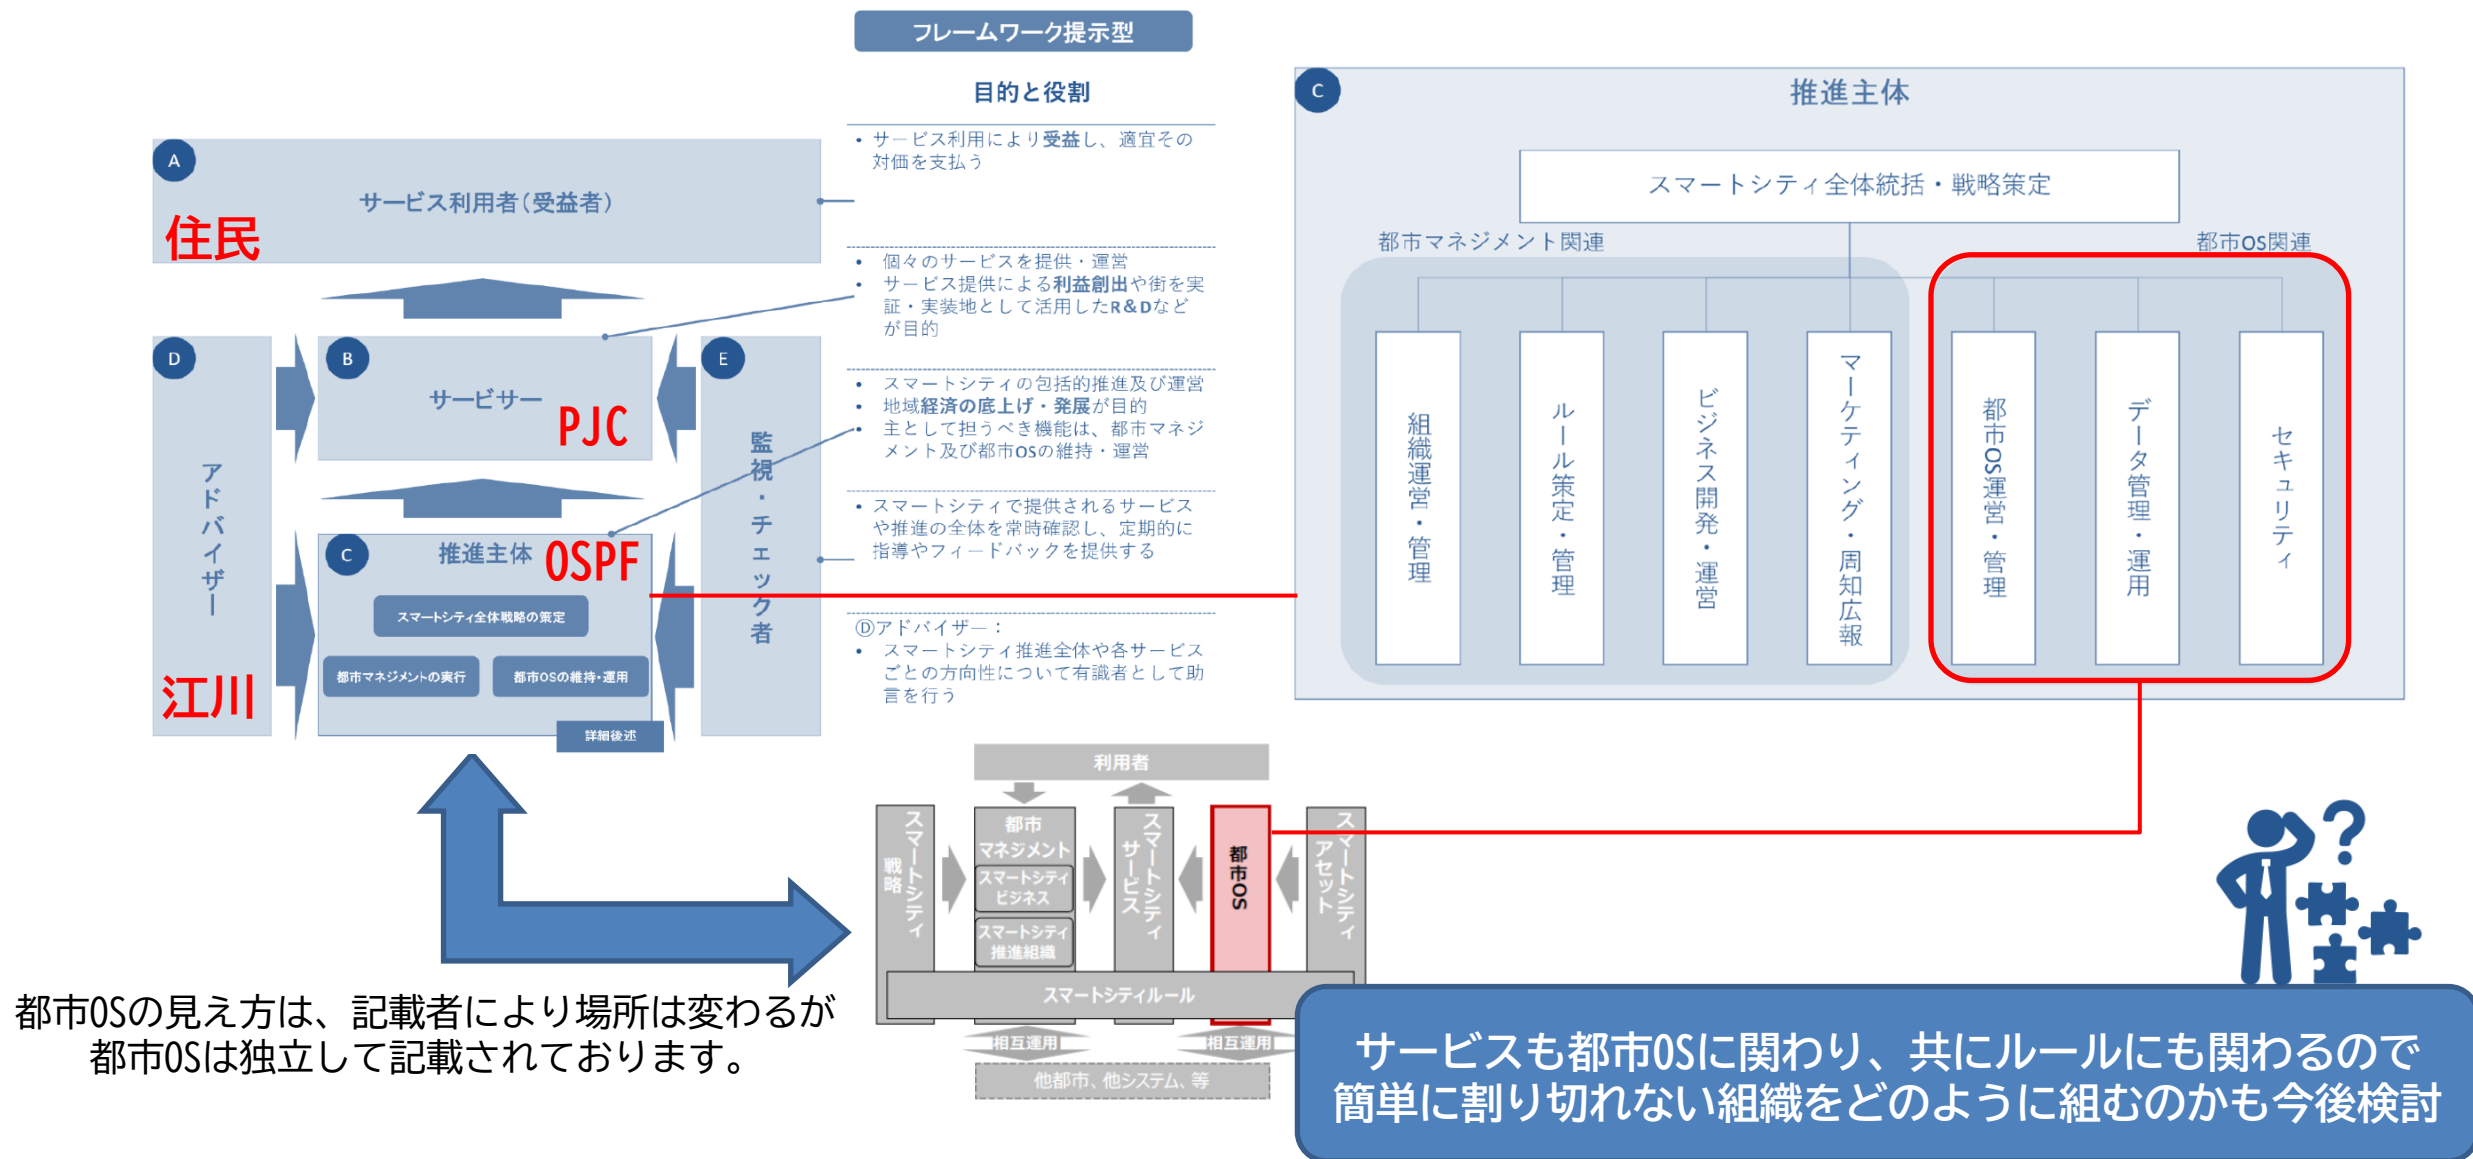 フレームワーク提示型
目的と役割
A
サービス利用者（受益者）
住民
D
アドバイザー
江川
B
サービサー
PJC
E
監視・チェック者
C
推進主体
OSPF
スマートシティ全体戦略の策定
都市マネジメントの実行
都市OSの維持・運用
詳細後述
• サービス利用により受益し、適宜その
対価を支払う
• 個々のサービスを提供・運営
• サービス提供による利益創出や街を実
証・実装地として活用したR&Dなど
が目的
• スマートシティの包括的推進及び運営
• 地域経済の底上げ・発展が目的
• 主として担うべき機能は、都市マネジ
メント及び都市OSの維持・運営
• スマートシティで提供されるサービス
や推進の全体を常時確認し、定期的に
指導やフィードバックを提供する
Ⓓアドバイザー：
• スマートシティ推進全体や各サービス
ごとの方向性について有識者として助
言を行う
C
推進主体
スマートシティ全体統括・戦略策定
都市マネジメント関連
都市OS関連
組織運営・管理
ルール策定・管理
ビジネス開発・運営
マーケティング・周知広報
都市OS運営・管理
データ管理・運用
セキュリティ
利用者
スマートシティ
戦略
都市
マネジメント
スマートシティ
ビジネス
スマートシティ
推進組織
スマートシティ
サービス
都市OS
スマートシティ
アセット
スマートシティルール
相互運用
相互運用
他都市、他システム、等
都市OSの見え方は、記載者により場所は変わるが
都市OSは独立して記載されております。
?
サービスも都市OSに関わり、共にルールにも関わるので
簡単に割り切れない組織をどのように組むのかも今後検討